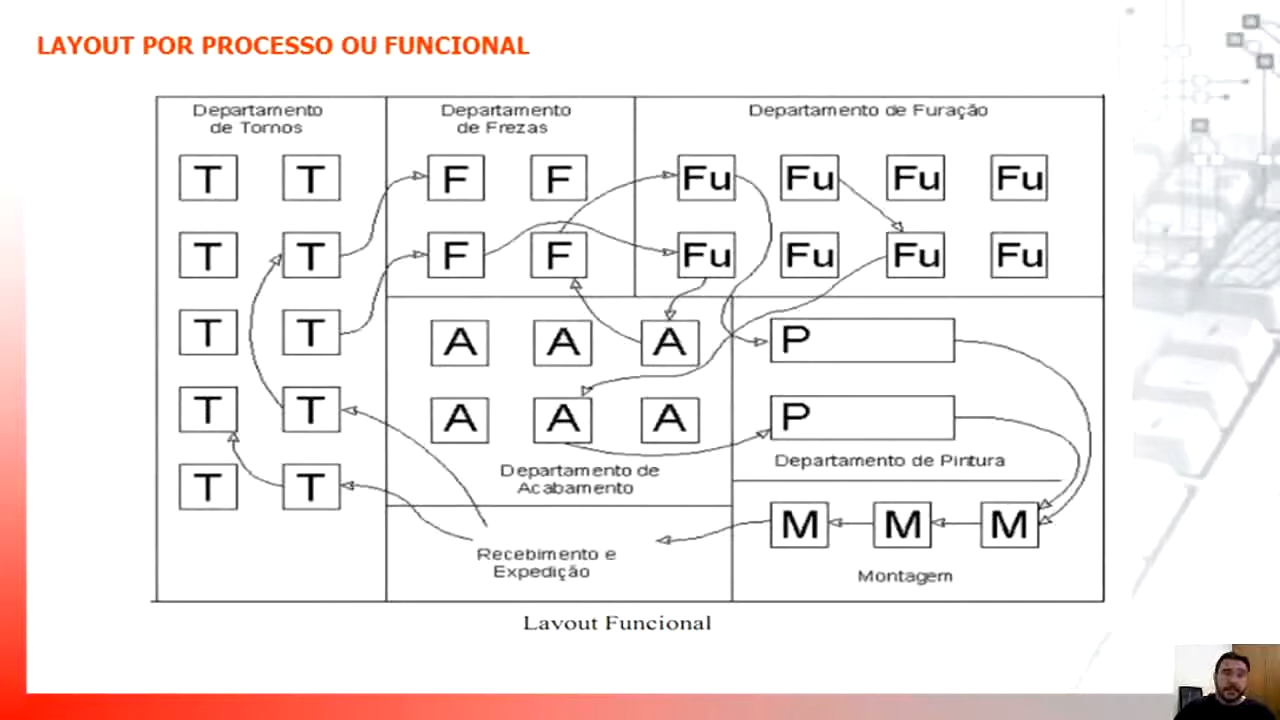 LAYOUT POR PROCESSO OU FUNCIONAL
Departamento
de Tornos
Departamento
de Frezas
Departamento de Furação
T T F F Fu Fu Fu Fu
T T F F Fu Fu Fu Fu
T T A A A P
T T A A A P
Departamento de Pintura
Departamento de
Acabamento
T T
M M M
Recebimento e
Expedição
Montagem
Lavout Funcional